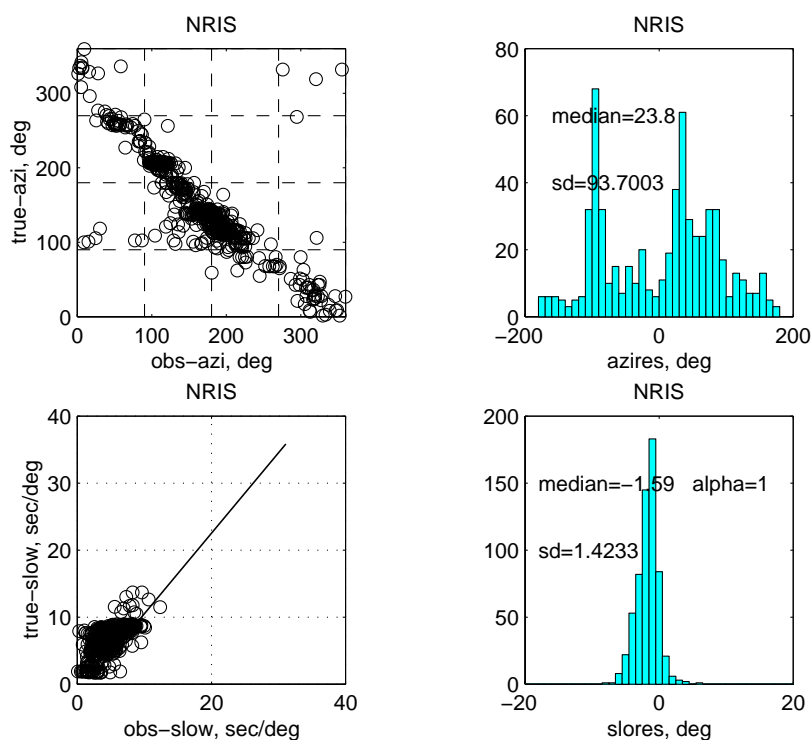 NRIS
300
200
100
0
0 100 200 300
true−azi, deg
obs−azi, deg
NRIS
80
60
40
20
0
−200 0 200
median=23.8
sd=93.7003
azires, deg
NRIS
40
30
20
10
0
0 20 40
true−slow, sec/deg
obs−slow, sec/deg
NRIS
200
150
100
50
0
−20 0 20
median=−1.59 alpha=1
sd=1.4233
slores, deg